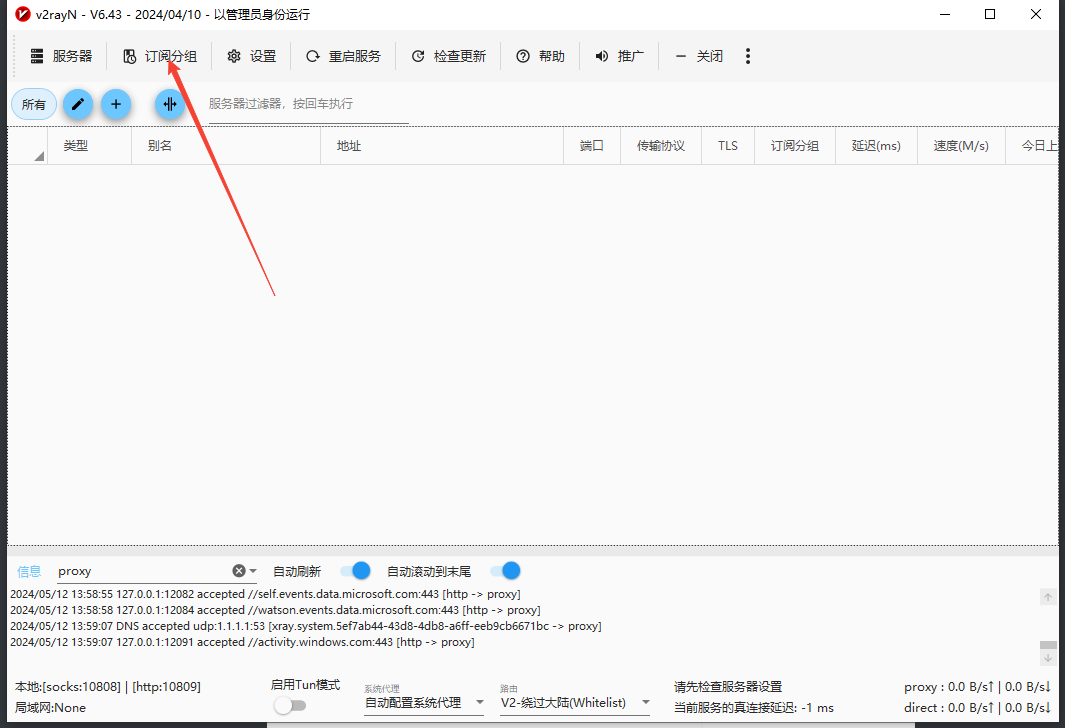 v2rayN - V6.43 - 2024/04/10 - 以管理员身份运行
服务器 订阅分组 设置 重启服务 检查更新 帮助 推广 关闭
所有 服务器过滤器，按回车执行
类型 别名 地址 端口 传输协议 TLS 订阅分组 延迟(ms) 速度(M/s) 今日上
信息 proxy 自动刷新 自动滚动到末尾
2024/05/12 13:58:55 127.0.0.1:12082 accepted //self.events.data.microsoft.com:443 [http -> proxy]
2024/05/12 13:58:58 127.0.0.1:12084 accepted //watson.events.data.microsoft.com:443 [http -> proxy]
2024/05/12 13:59:07 DNS accepted udp:1.1.1.1:53 [xray.system.5ef7ab44-43d8-4db8-a6ff-eeb9cb6671bc -> proxy]
2024/05/12 13:59:07 127.0.0.1:12091 accepted //activity.windows.com:443 [http -> proxy]
本地:[socks:10808] | [http:10809]
局域网:None
启用Tun模式
系统代理
自动配置系统代理
路由
V2-绕过大陆(Whitelist)
请先检查服务器设置
当前服务的真连接延迟: -1 ms
proxy : 0.0 B/s↑ | 0.0 B/s↓
direct : 0.0 B/s↑ | 0.0 B/s↓